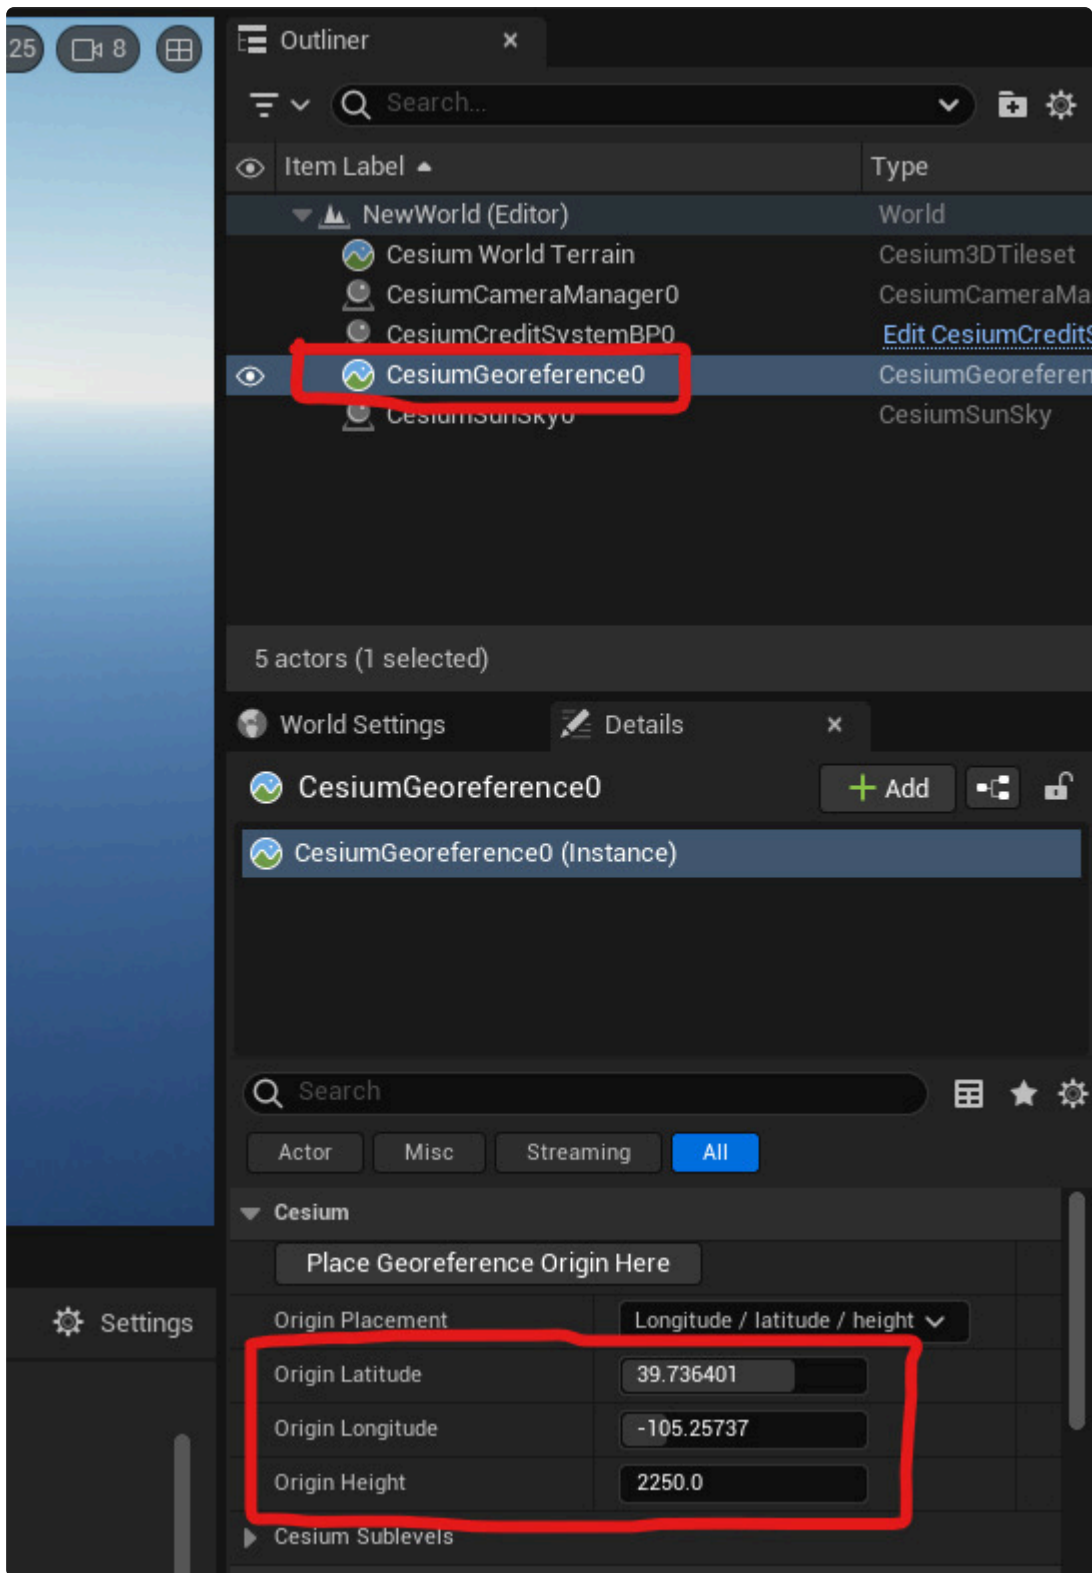 25 8
Outliner
Search...
Item Label Type
NewWorld (Editor) World
Cesium World Terrain Cesium3DTileset
CesiumCameraManager0 CesiumCameraMa
CesiumCreditSystemBP0 Edit CesiumCreditS
CesiumGeoreference0 CesiumGeoreferen
CesiumSunSky0 CesiumSunSky
5 actors (1 selected)
World Settings Details
CesiumGeoreference0 Add
CesiumGeoreference0 (Instance)
Search
Actor Misc Streaming All
Cesium
Place Georeference Origin Here
Settings
Origin Placement Longitude / latitude / height
Origin Latitude 39.736401
Origin Longitude -105.25737
Origin Height 2250.0
Cesium Sublevels